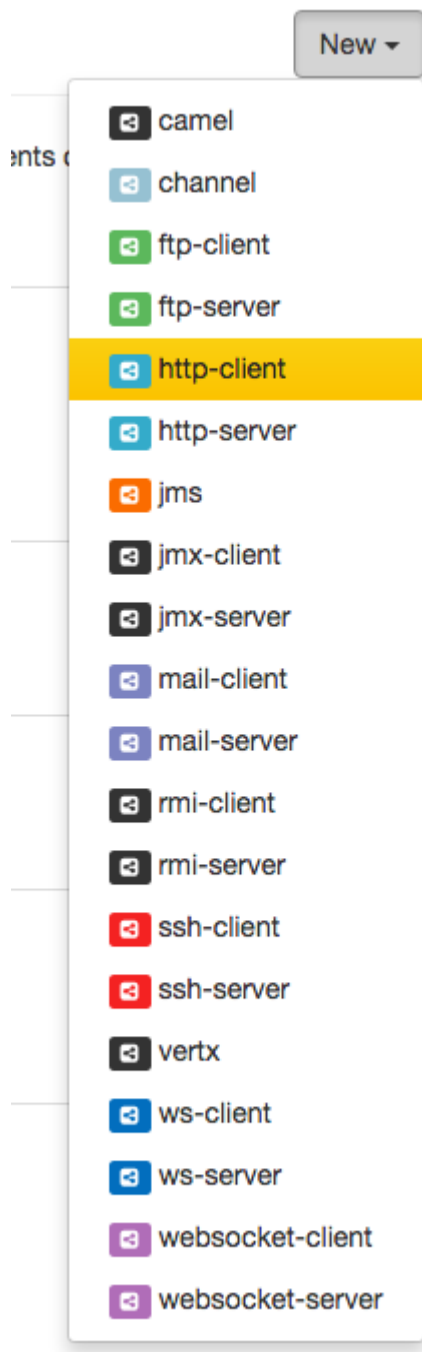 New
camel
ents
channel
ftp-client
ftp-server
http-client
http-server
jms
jmx-client
jmx-server
mail-client
mail-server
rmi-client
rmi-server
ssh-client
ssh-server
vertx
ws-client
ws-server
websocket-client
websocket-server